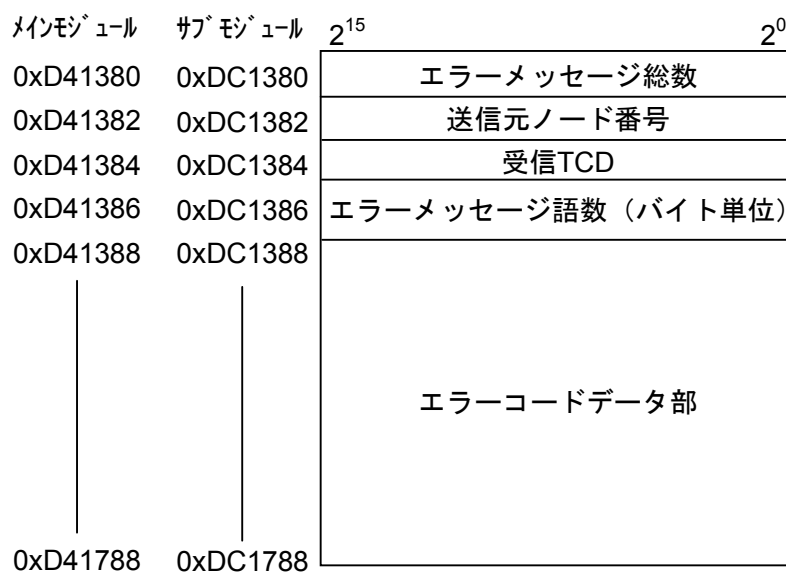 ﾒｲﾝﾓｼﾞｭｰﾙ ｻﾌﾞﾓｼﾞｭｰﾙ 2¹⁵ 2⁰
0xD41380 0xDC1380 エラーメッセージ総数
0xD41382 0xDC1382 送信元ノード番号
0xD41384 0xDC1384 受信TCD
0xD41386 0xDC1386 エラーメッセージ語数（バイト単位）
0xD41388 0xDC1388
エラーコードデータ部
0xD41788 0xDC1788